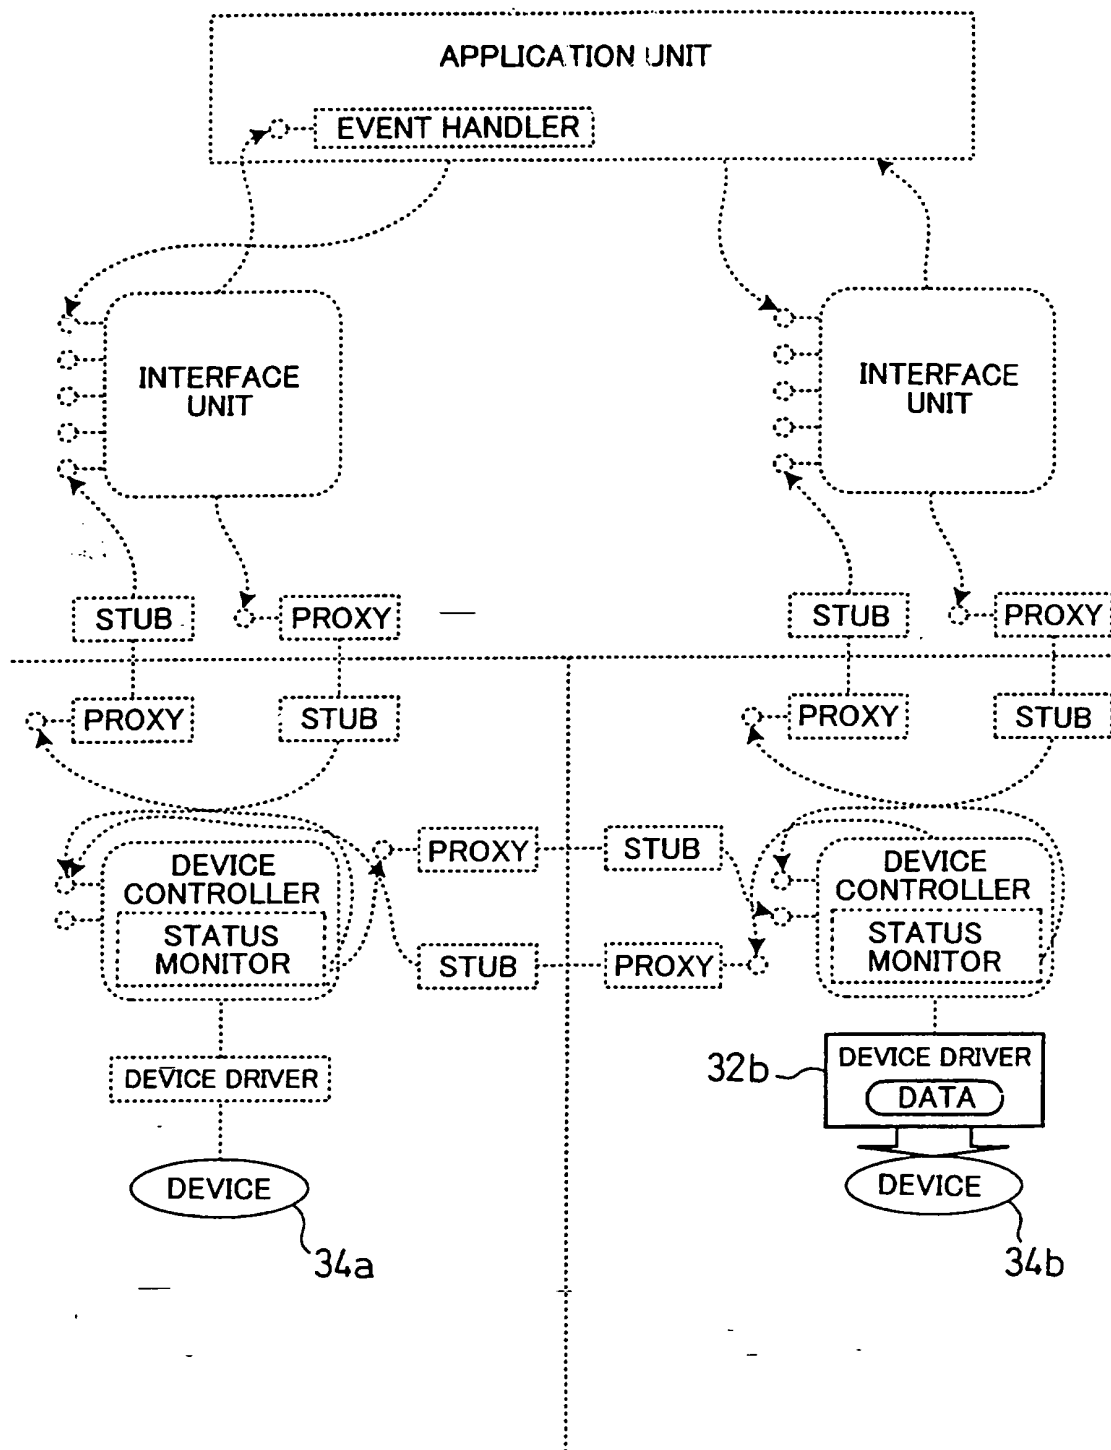 APPLICATION UNIT
EVENT HANDLER
INTERFACE
UNIT
INTERFACE
UNIT
STUB
PROXY
STUB
PROXY
PROXY
STUB
PROXY
STUB
DEVICE
CONTROLLER
STATUS
MONITOR
PROXY
STUB
STUB
PROXY
DEVICE
CONTROLLER
STATUS
MONITOR
DEVICE DRIVER
32b
DEVICE DRIVER
DATA
DEVICE
34a
DEVICE
34b